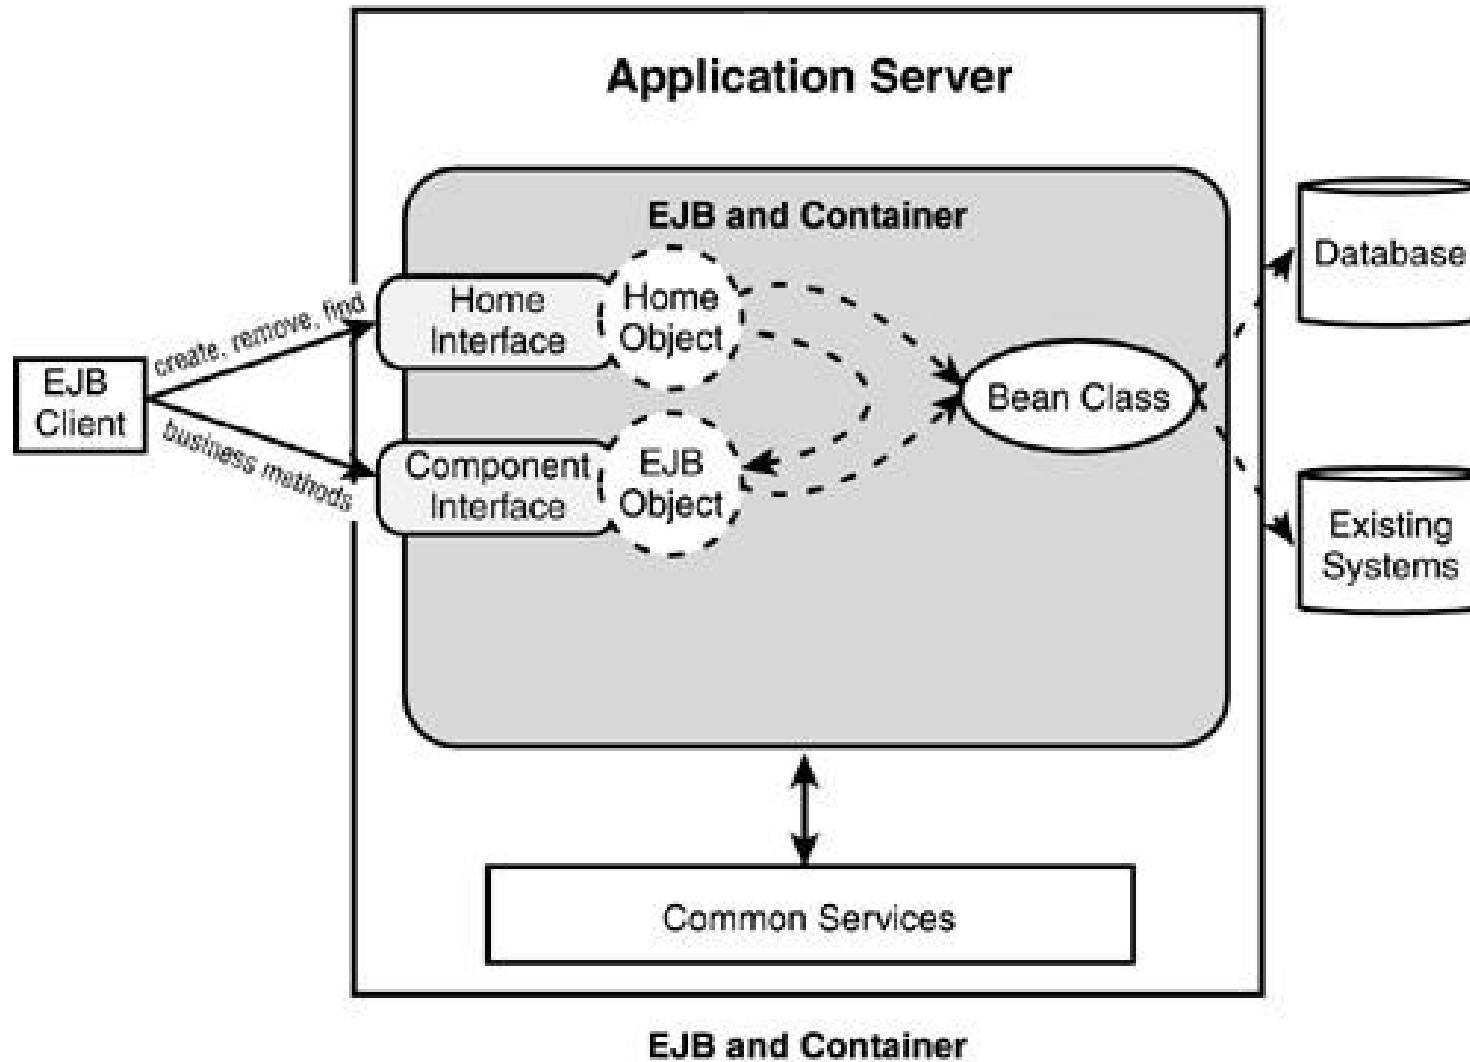 Application Server
EJB and Container
Home
Interface
Home
Object
create, remove, find
EJB
Client
business methods
Component
Interface
EJB
Object
Bean Class
Database
Existing
Systems
Common Services
EJB and Container